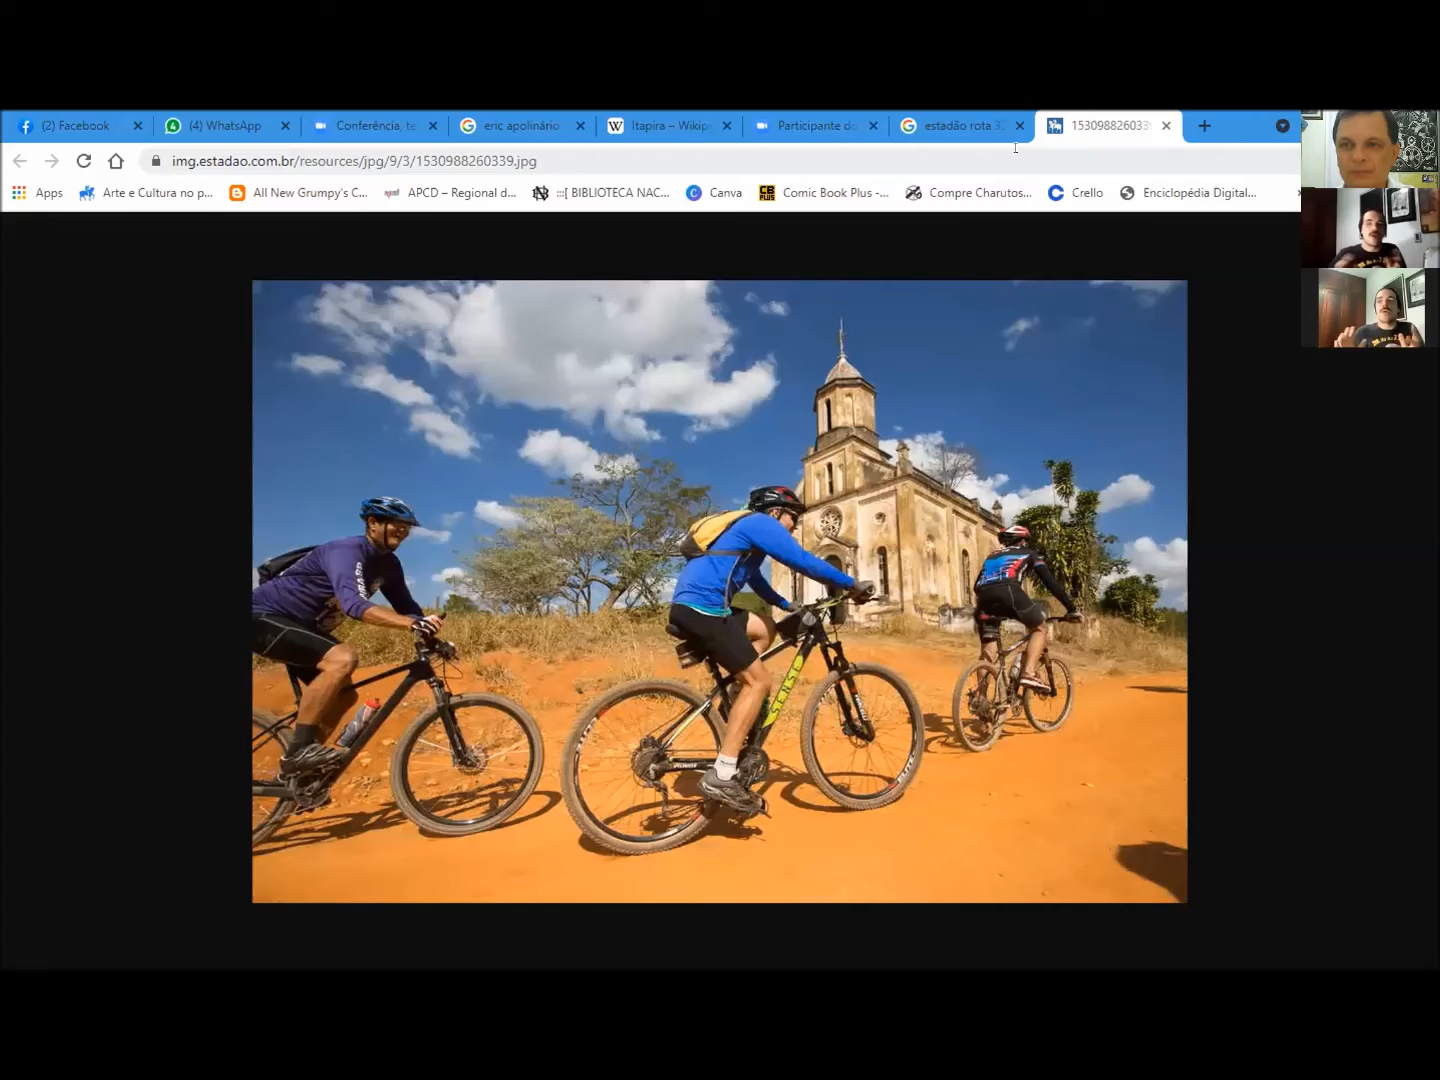 (2) Facebook (4) WhatsApp Conferência, te eric apolinário Itapira – Wikip Participante do estadão rota 3 1530988260339
img.estadao.com.br/resources/jpg/9/3/1530988260339.jpg
Apps Arte e Cultura no p... All New Grumpy's C... APCD – Regional d... :::[ BIBLIOTECA NAC... Canva Comic Book Plus -... Compre Charutos... Crello Enciclopédia Digital...
SENSE